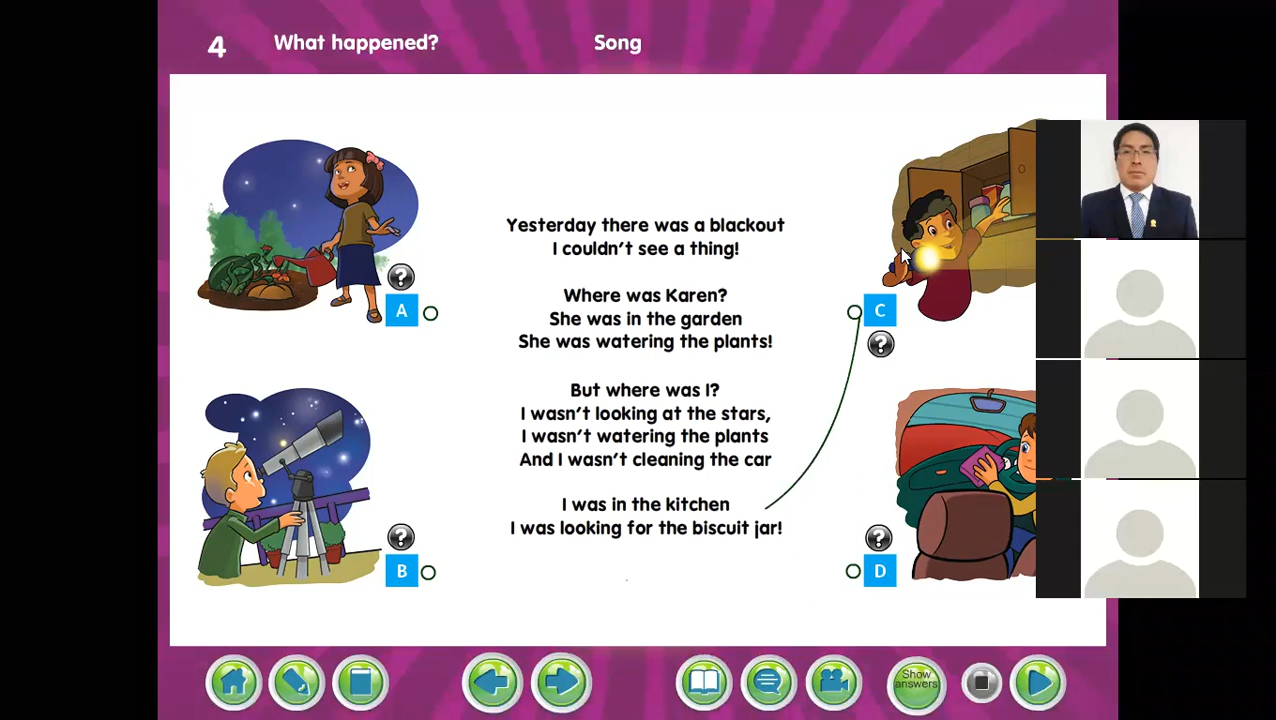 4 What happened? Song
Yesterday there was a blackout
I couldn't see a thing!
Where was Karen?
She was in the garden
She was watering the plants!
But where was I?
I wasn't looking at the stars,
I wasn't watering the plants
And I wasn't cleaning the car
I was in the kitchen
I was looking for the biscuit jar!
?
A
C
?
?
B
?
D
Show
answers